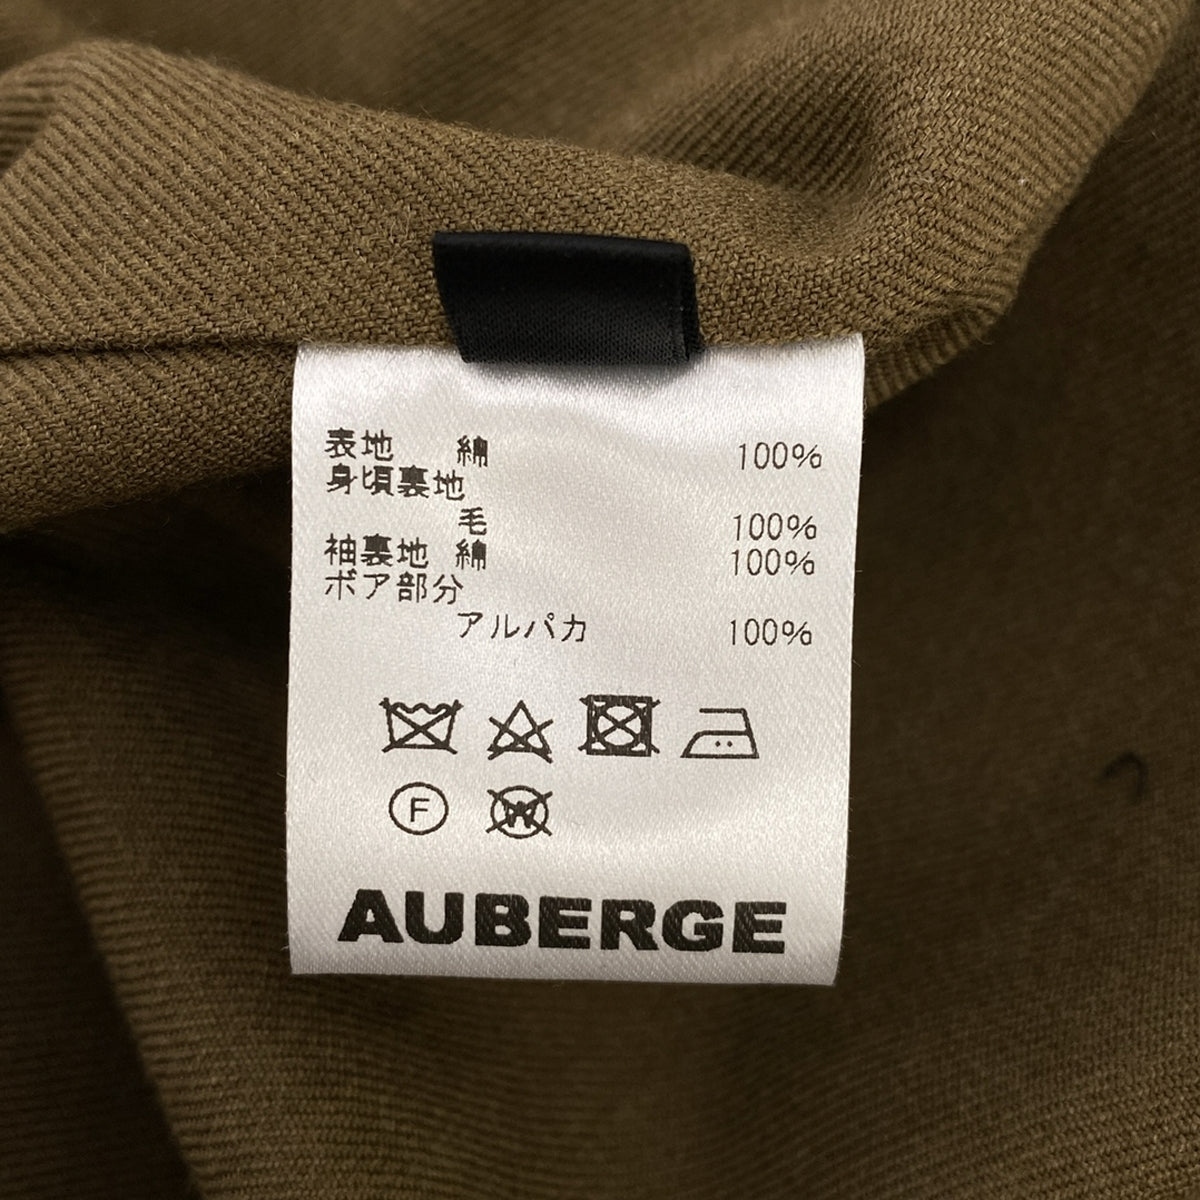 表地 綿 100%
身頃裏地
毛 100%
袖裏地 綿 100%
ボア部分
アルパカ 100%
F W
AUBERGE